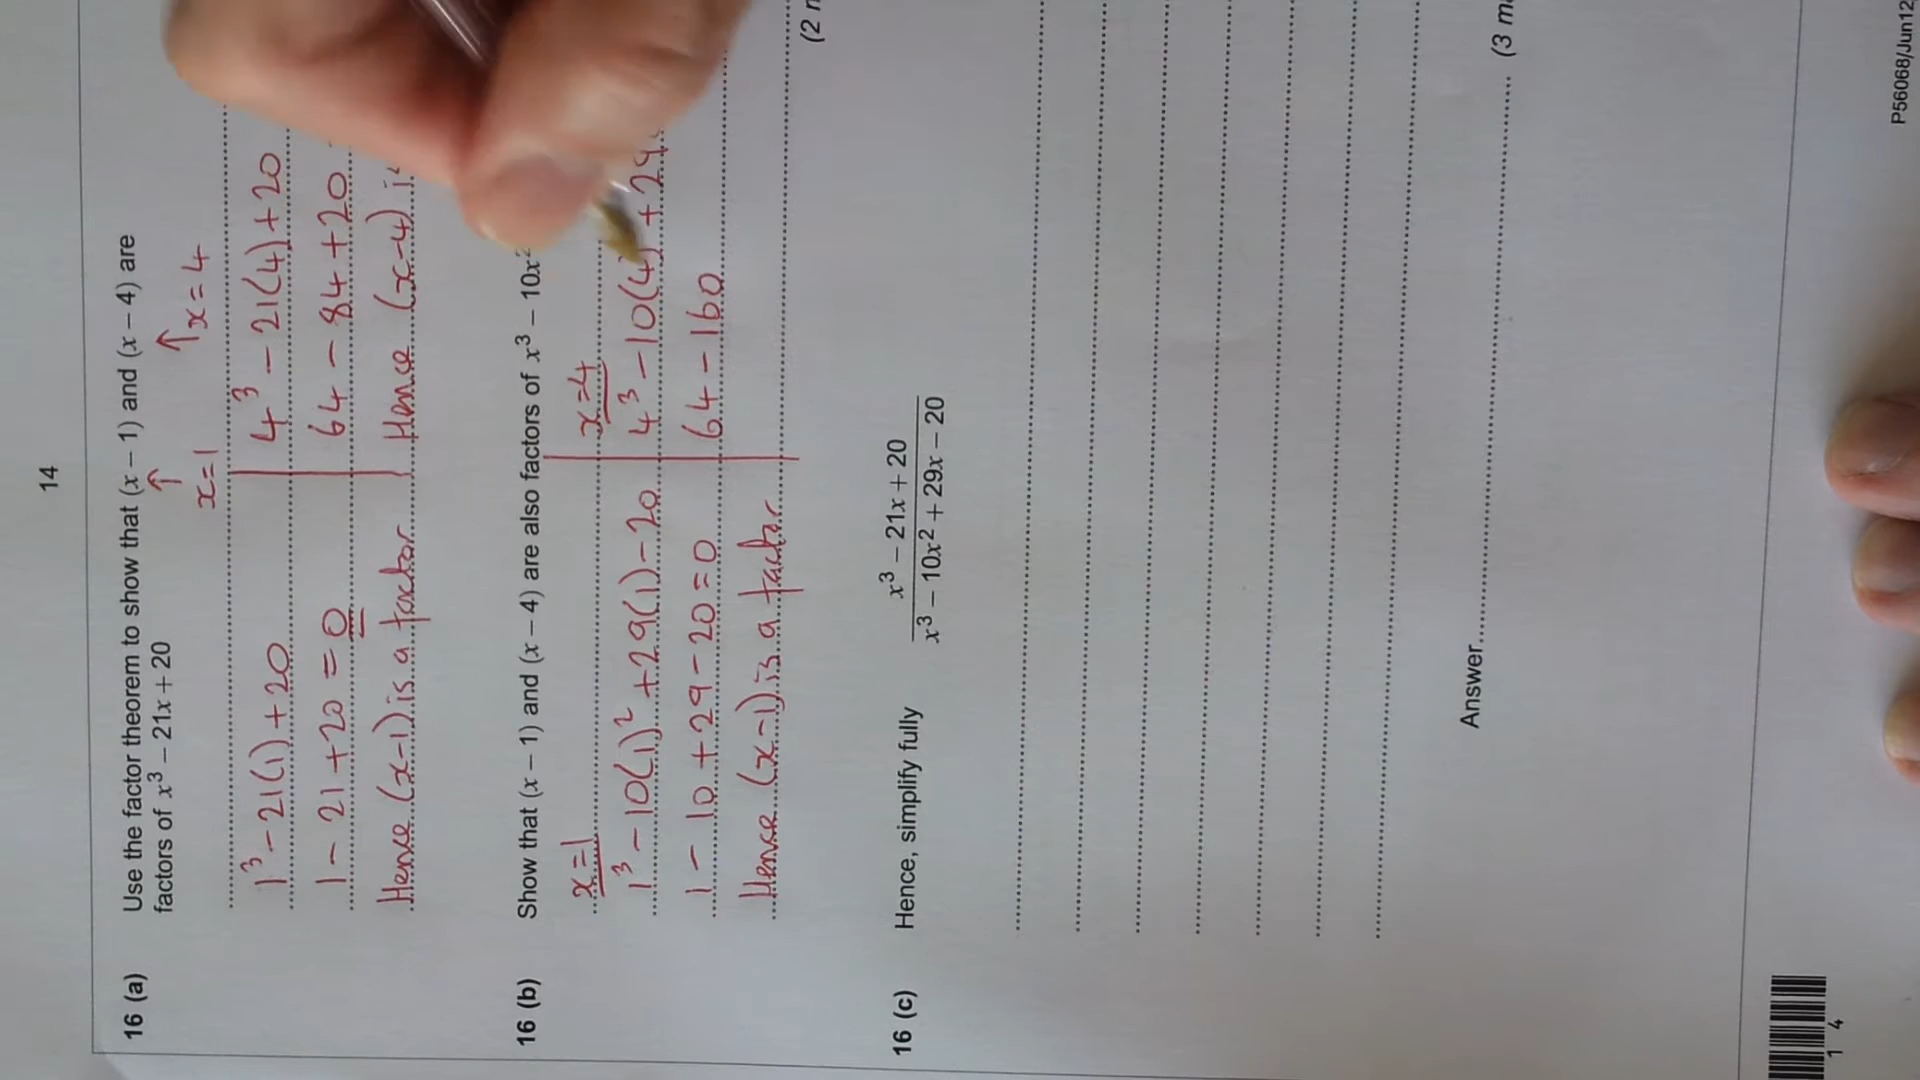 14
16 (a) Use the factor theorem to show that (x − 1) and (x − 4) are
factors of x³ − 21x + 20
↑ ↑
x=1 x=4
1³ − 21(1) + 20 | 4³ − 21(4) + 20
1 − 21 + 20 = 0 | 64 − 84 + 20
Hence (x−1) is a factor | Hence (x−4) is
16 (b) Show that (x − 1) and (x − 4) are also factors of x³ − 10x²
x=1 | x=4
1³ − 10(1)² + 29(1) − 20 | 4³ − 10(4) + 29
1 − 10 + 29 − 20 = 0 | 64 − 160
Hence (x−1) is a factor
(2
16 (c) Hence, simplify fully
x³ − 21x + 20
x³ − 10x² + 29x − 20
Answer
(3
1 4
P56068/Jun12